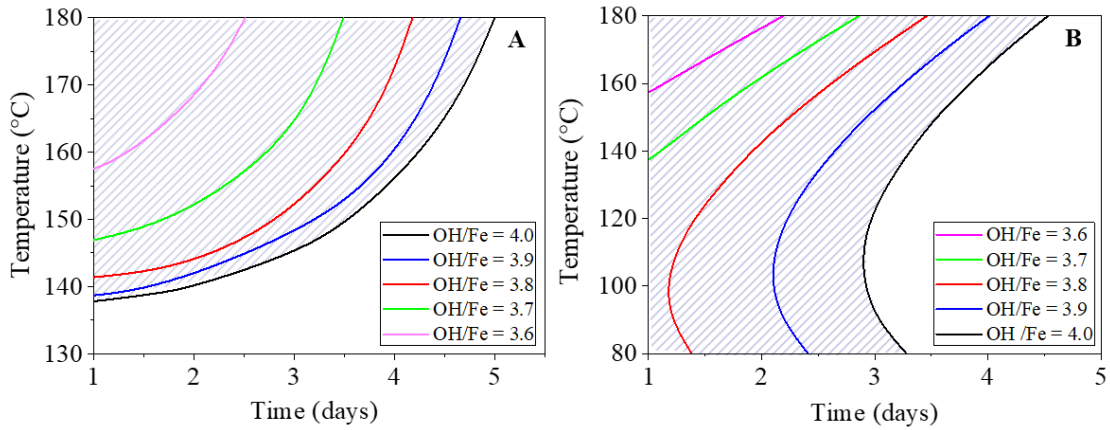 A
Temperature (°C)
180
170
160
150
140
130
OH/Fe = 4.0
OH/Fe = 3.9
OH/Fe = 3.8
OH/Fe = 3.7
OH/Fe = 3.6
1 2 3 4 5
Time (days)
B
Temperature (°C)
180
160
140
120
100
80
OH/Fe = 3.6
OH/Fe = 3.7
OH/Fe = 3.8
OH/Fe = 3.9
OH /Fe = 4.0
1 2 3 4 5
Time (days)